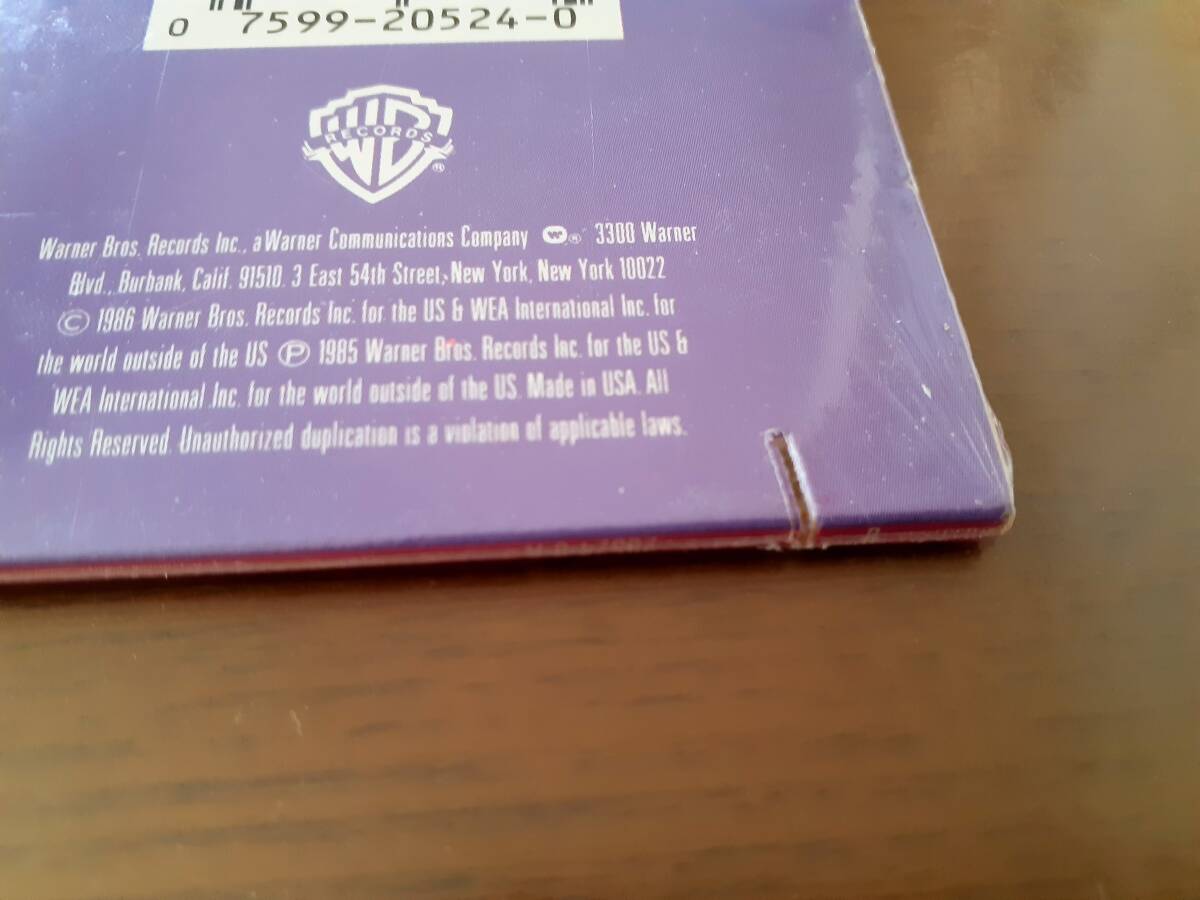 0 7599-20524-0
RECORDS
®
Warner Bros. Records Inc., a Warner Communications Company ® 3300 Warner
Blvd., Burbank, Calif. 91510. 3 East 54th Street, New York, New York 10022
© 1986 Warner Bros. Records Inc. for the US & WEA International Inc. for
the world outside of the US ℗ 1985 Warner Bros. Records Inc. for the US &
WEA International Inc. for the world outside of the US. Made in USA. All
Rights Reserved. Unauthorized duplication is a violation of applicable laws.